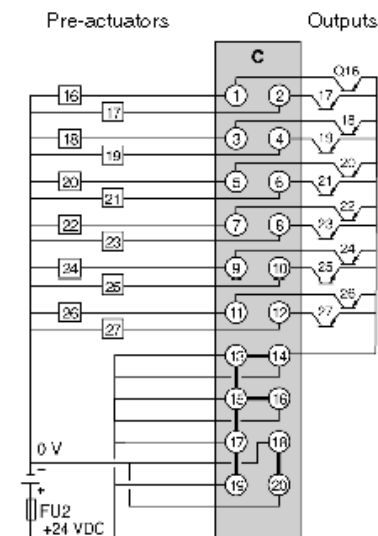 Pre-actuators Outputs
C
16 1 2 Q16
17 17
18 3 4 18
19 19
20 5 6 20
21 21
22 7 8 22
23 23
24 9 10 24
25 25
26 11 12 26
27 27
13 14
15 16
0 V 17 18
19 20
-
+
FU2
+24 VDC